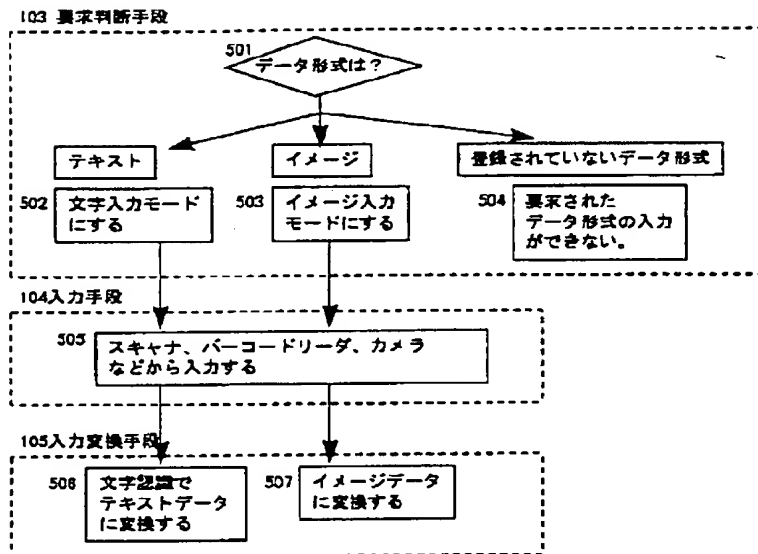 103 要求判断手段
501
データ形式は?
テキスト
イメージ
登録されていないデータ形式
502
文字入力モード
にする
503
イメージ入力
モードにする
504
要求された
データ形式の入力
ができない。
104入力手段
505
スキャナ、バーコードリーダ、カメラ
などから入力する
105入力変換手段
506
文字認識で
テキストデータ
に変換する
507
イメージデータ
に変換する